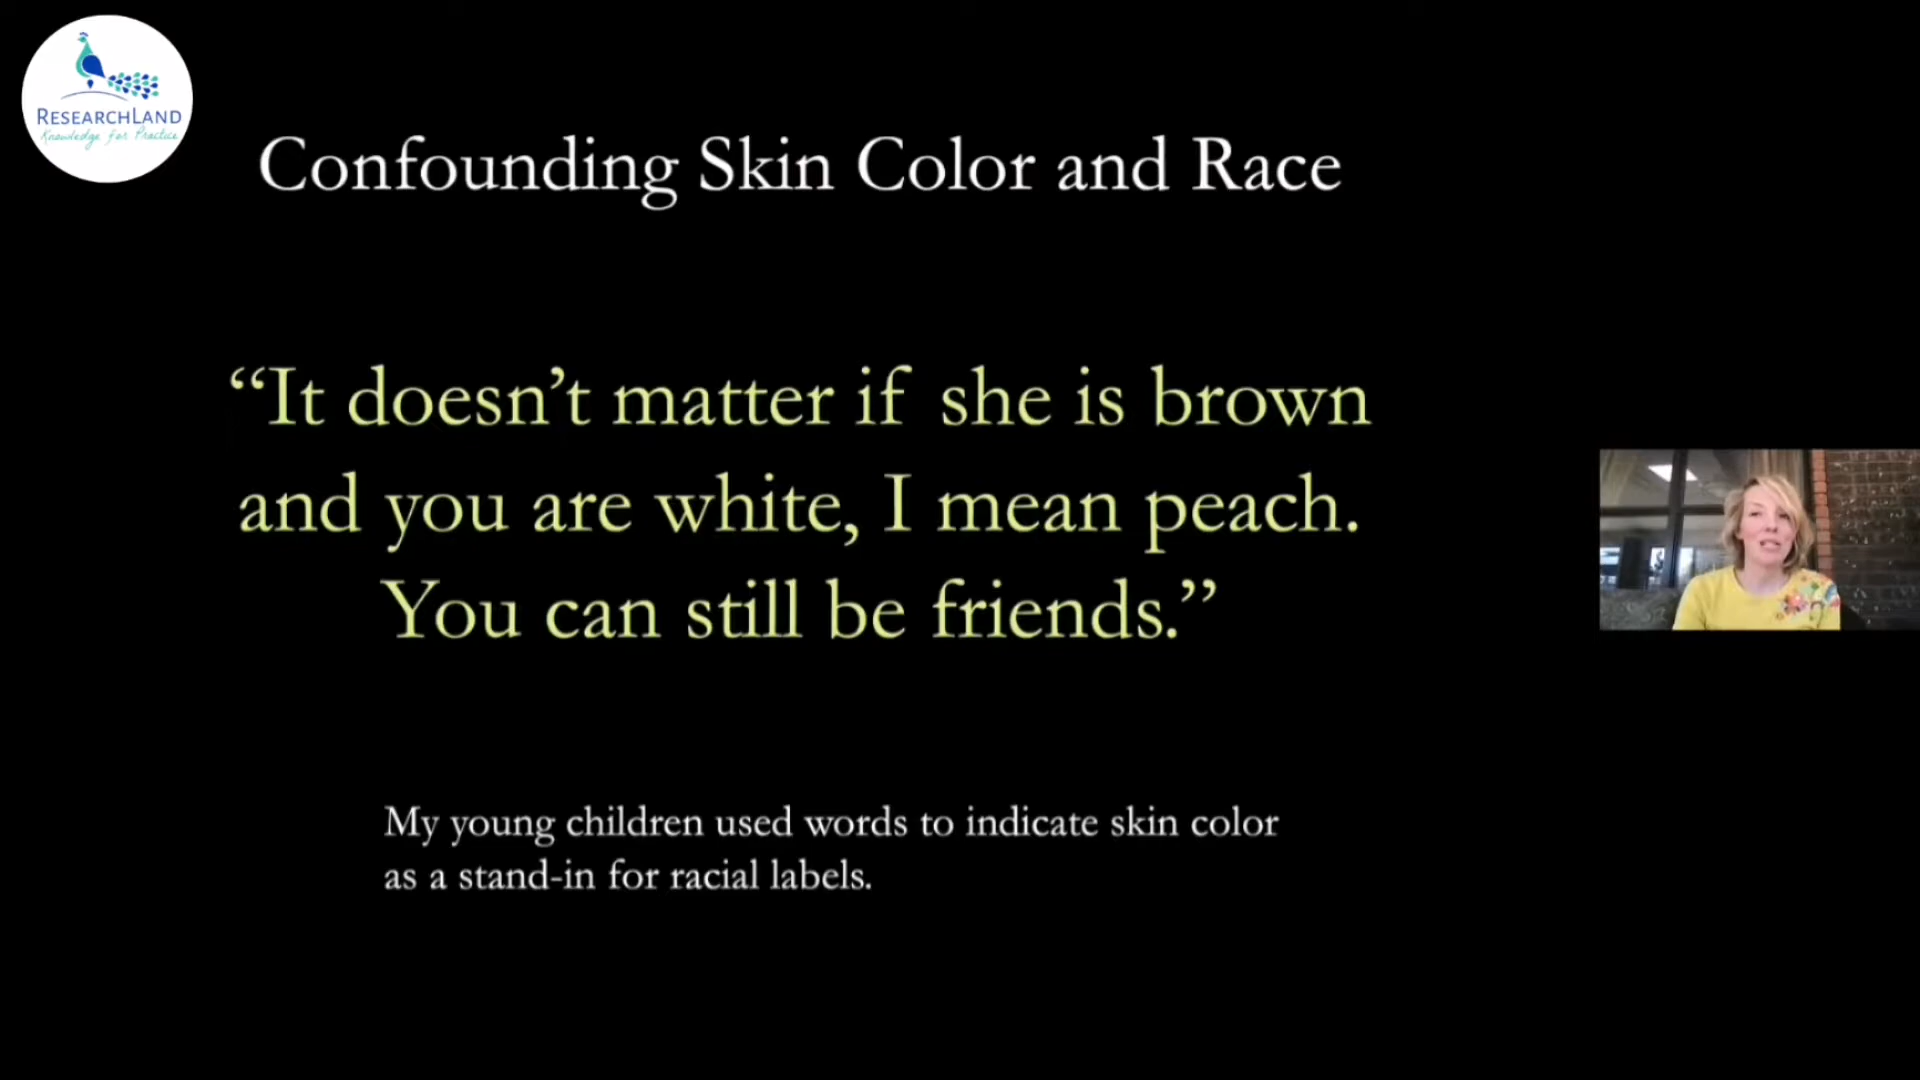 RESEARCHLAND
Knowledge for Practice
Confounding Skin Color and Race
“It doesn’t matter if she is brown
and you are white, I mean peach.
You can still be friends.”
My young children used words to indicate skin color
as a stand-in for racial labels.